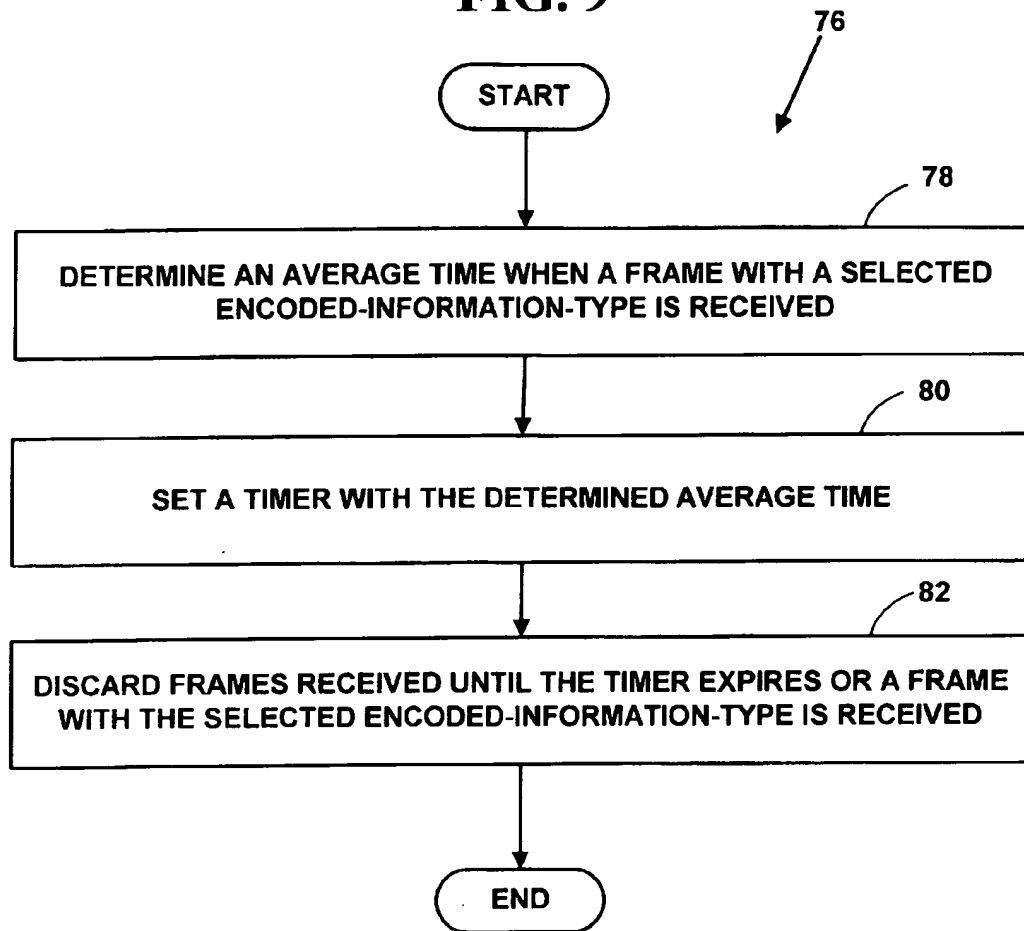 FIG. 9
76
START
78
DETERMINE AN AVERAGE TIME WHEN A FRAME WITH A SELECTED
ENCODED-INFORMATION-TYPE IS RECEIVED
80
SET A TIMER WITH THE DETERMINED AVERAGE TIME
82
DISCARD FRAMES RECEIVED UNTIL THE TIMER EXPIRES OR A FRAME
WITH THE SELECTED ENCODED-INFORMATION-TYPE IS RECEIVED
END